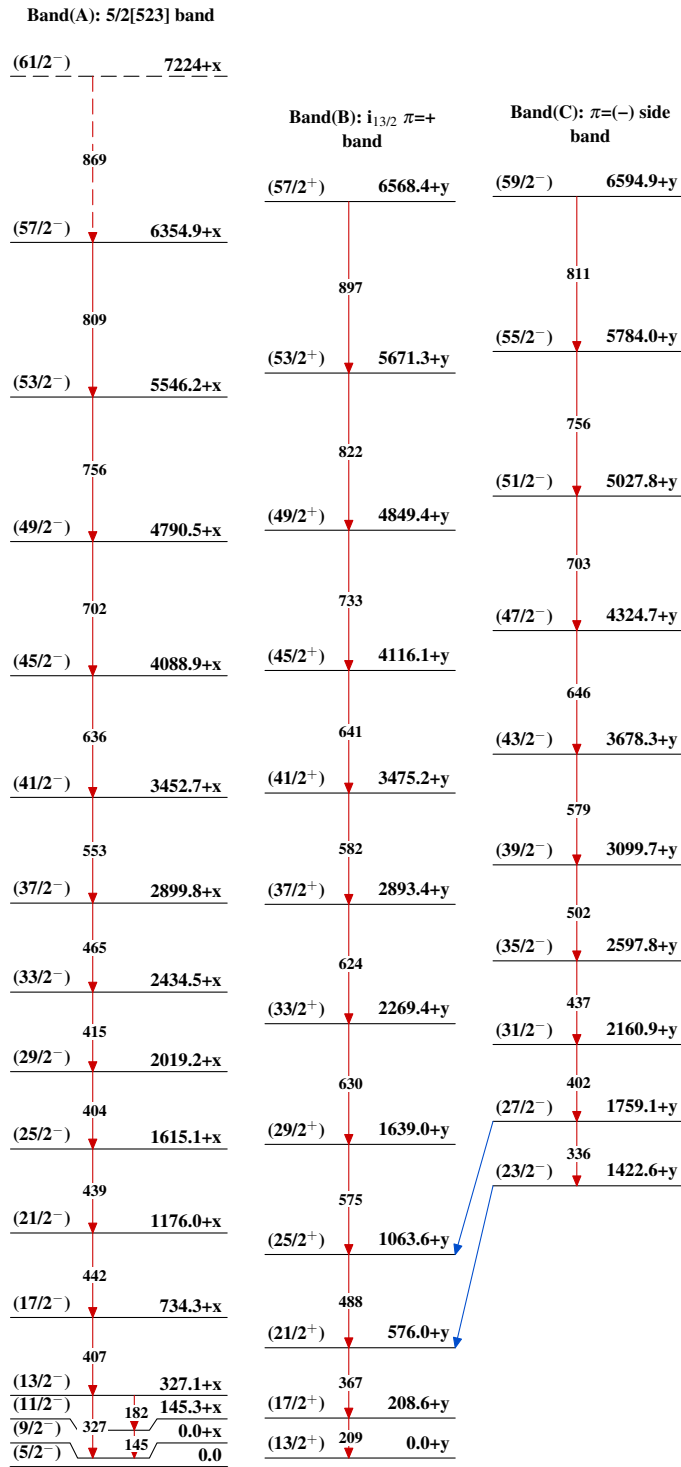 Band(A): 5/2[523] band
(61/2⁻) 7224+x
869
(57/2⁻) 6354.9+x
809
(53/2⁻) 5546.2+x
756
(49/2⁻) 4790.5+x
702
(45/2⁻) 4088.9+x
636
(41/2⁻) 3452.7+x
553
(37/2⁻) 2899.8+x
465
(33/2⁻) 2434.5+x
415
(29/2⁻) 2019.2+x
404
(25/2⁻) 1615.1+x
439
(21/2⁻) 1176.0+x
442
(17/2⁻) 734.3+x
407
(13/2⁻) 327.1+x
(11/2⁻) 145.3+x
327 182
(9/2⁻) 0.0+x
145
(5/2⁻) 0.0
Band(B): i₁₃/₂ π=+
band
(57/2⁺) 6568.4+y
897
(53/2⁺) 5671.3+y
822
(49/2⁺) 4849.4+y
733
(45/2⁺) 4116.1+y
641
(41/2⁺) 3475.2+y
582
(37/2⁺) 2893.4+y
624
(33/2⁺) 2269.4+y
630
(29/2⁺) 1639.0+y
575
(25/2⁺) 1063.6+y
488
(21/2⁺) 576.0+y
367
(17/2⁺) 208.6+y
209
(13/2⁺) 0.0+y
Band(C): π=(−) side
band
(59/2⁻) 6594.9+y
811
(55/2⁻) 5784.0+y
756
(51/2⁻) 5027.8+y
703
(47/2⁻) 4324.7+y
646
(43/2⁻) 3678.3+y
579
(39/2⁻) 3099.7+y
502
(35/2⁻) 2597.8+y
437
(31/2⁻) 2160.9+y
402
(27/2⁻) 1759.1+y
336
(23/2⁻) 1422.6+y